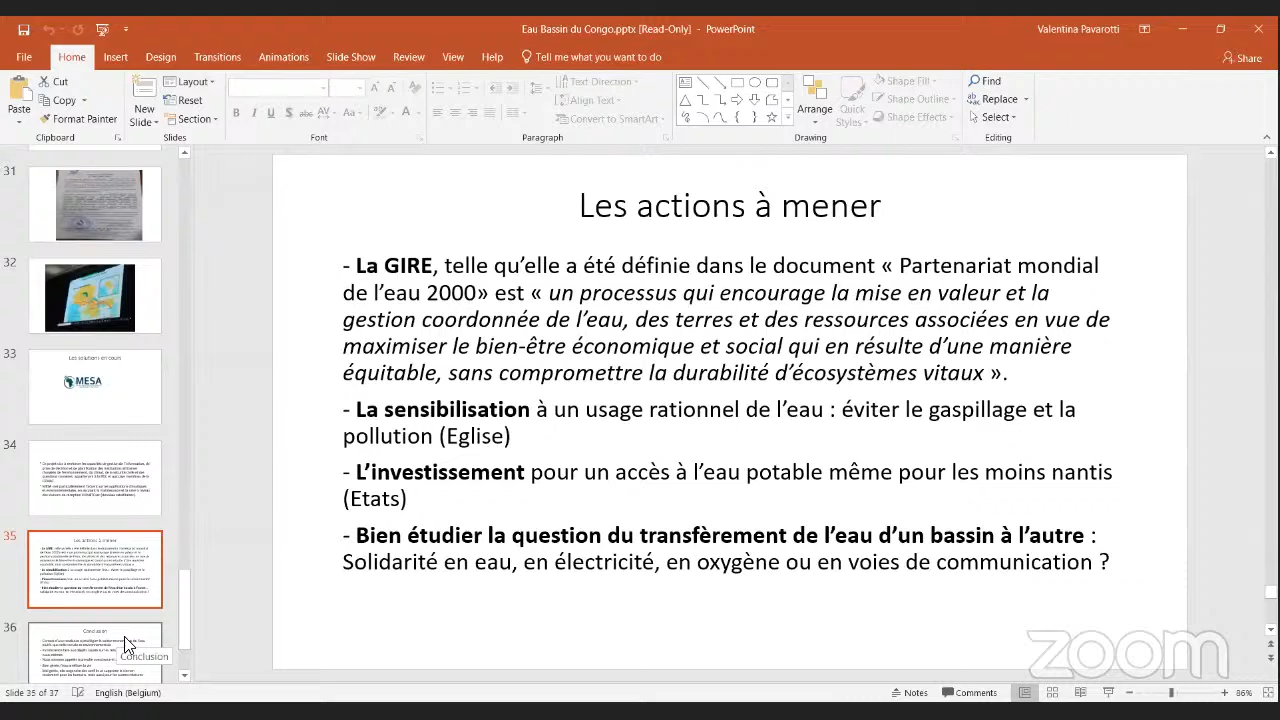 Eau Bassin du Congo.pptx [Read-Only] - PowerPoint
Valentina Pavarotti
File Home Insert Design Transitions Animations Slide Show Review View Help Tell me what you want to do
Share
Paste
Cut
Copy
Format Painter
Clipboard
New Slide
Layout
Reset
Section
Slides
Font
Text Direction
Align Text
Convert to SmartArt
Paragraph
Arrange
Quick Styles
Shape Fill
Shape Outline
Shape Effects
Drawing
Find
Replace
Select
Editing
31
32
33
Les solutions en cours
MESA
34
35
Les actions à mener
36
Conclusion
Conclusion
Les actions à mener
- La GIRE, telle qu’elle a été définie dans le document « Partenariat mondial
de l’eau 2000» est « un processus qui encourage la mise en valeur et la
gestion coordonnée de l’eau, des terres et des ressources associées en vue de
maximiser le bien-être économique et social qui en résulte d’une manière
équitable, sans compromettre la durabilité d’écosystèmes vitaux ».
- La sensibilisation à un usage rationnel de l’eau : éviter le gaspillage et la
pollution (Eglise)
- L’investissement pour un accès à l’eau potable même pour les moins nantis
(Etats)
- Bien étudier la question du transfèrement de l’eau d’un bassin à l’autre :
Solidarité en eau, en électricité, en oxygène ou en voies de communication ?
zoom
Slide 35 of 37 English (Belgium)
Notes Comments 86%